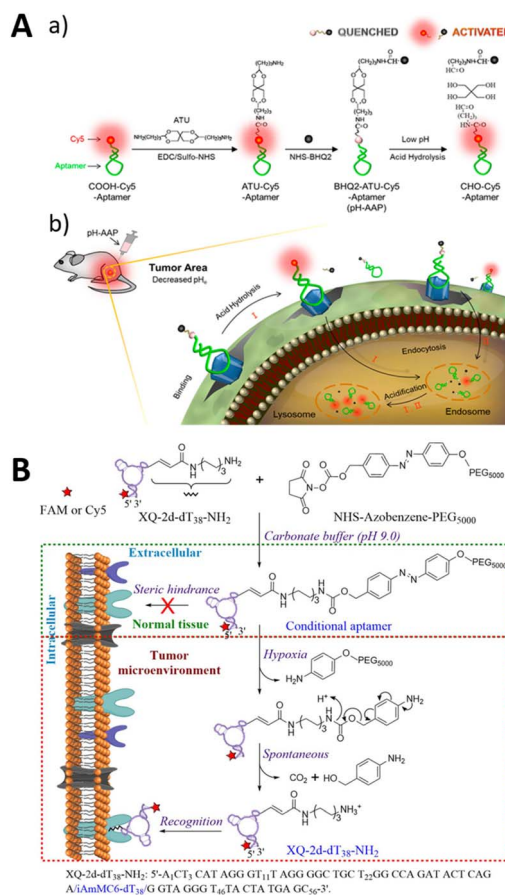 A a)
QUENCHED ACTIVATED
ATU
EDC/Sulfo-NHS
NHS-BHQ2
Low pH
Acid Hydrolysis
Cy5
Aptamer
COOH-Cy5
-Aptamer
ATU-Cy5
-Aptamer
BHQ2-ATU-Cy5
-Aptamer
(pH-AAP)
CHO-Cy5
-Aptamer
b)
pH-AAP
Tumor Area
Decreased pHe
Acid Hydrolysis
I
Binding
Endocytosis
Acidification
Lysosome
Endosome
B
FAM or Cy5
5' 3'
XQ-2d-dT38-NH2
+
NHS-Azobenzene-PEG5000
Carbonate buffer (pH 9.0)
Extracellular
Intracellular
Steric hindrance
Normal tissue
Conditional aptamer
Tumor
microenvironment
Hypoxia
Spontaneous
CO2 +
Recognition
XQ-2d-dT38-NH2
XQ-2d-dT38-NH2: 5'-A1CT3 CAT AGG GT11T AGG GGC TGC T22GG CCA GAT ACT CAG
A/iAmMC6-dT38/G GTA GGG T46TA CTA TGA GC56-3'.